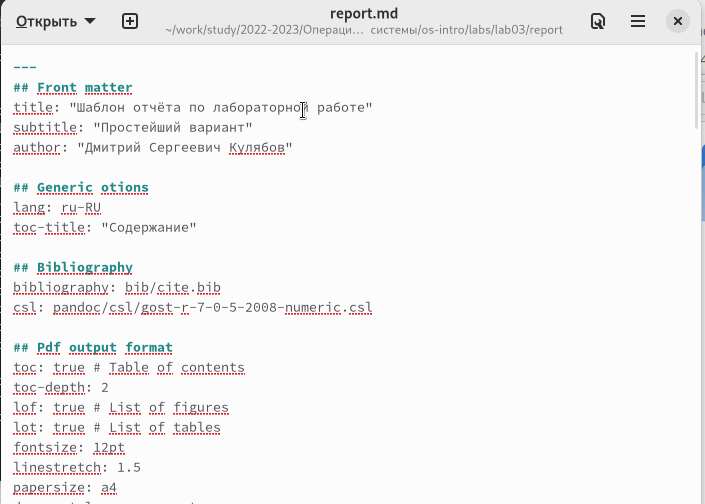 Открыть
report.md
~/work/study/2022-2023/Операци… системы/os-intro/labs/lab03/report
---
## Front matter
title: "Шаблон отчёта по лабораторной работе"
subtitle: "Простейший вариант"
author: "Дмитрий Сергеевич Кулябов"
## Generic otions
lang: ru-RU
toc-title: "Содержание"
## Bibliography
bibliography: bib/cite.bib
csl: pandoc/csl/gost-r-7-0-5-2008-numeric.csl
## Pdf output format
toc: true # Table of contents
toc-depth: 2
lof: true # List of figures
lot: true # List of tables
fontsize: 12pt
linestretch: 1.5
papersize: a4